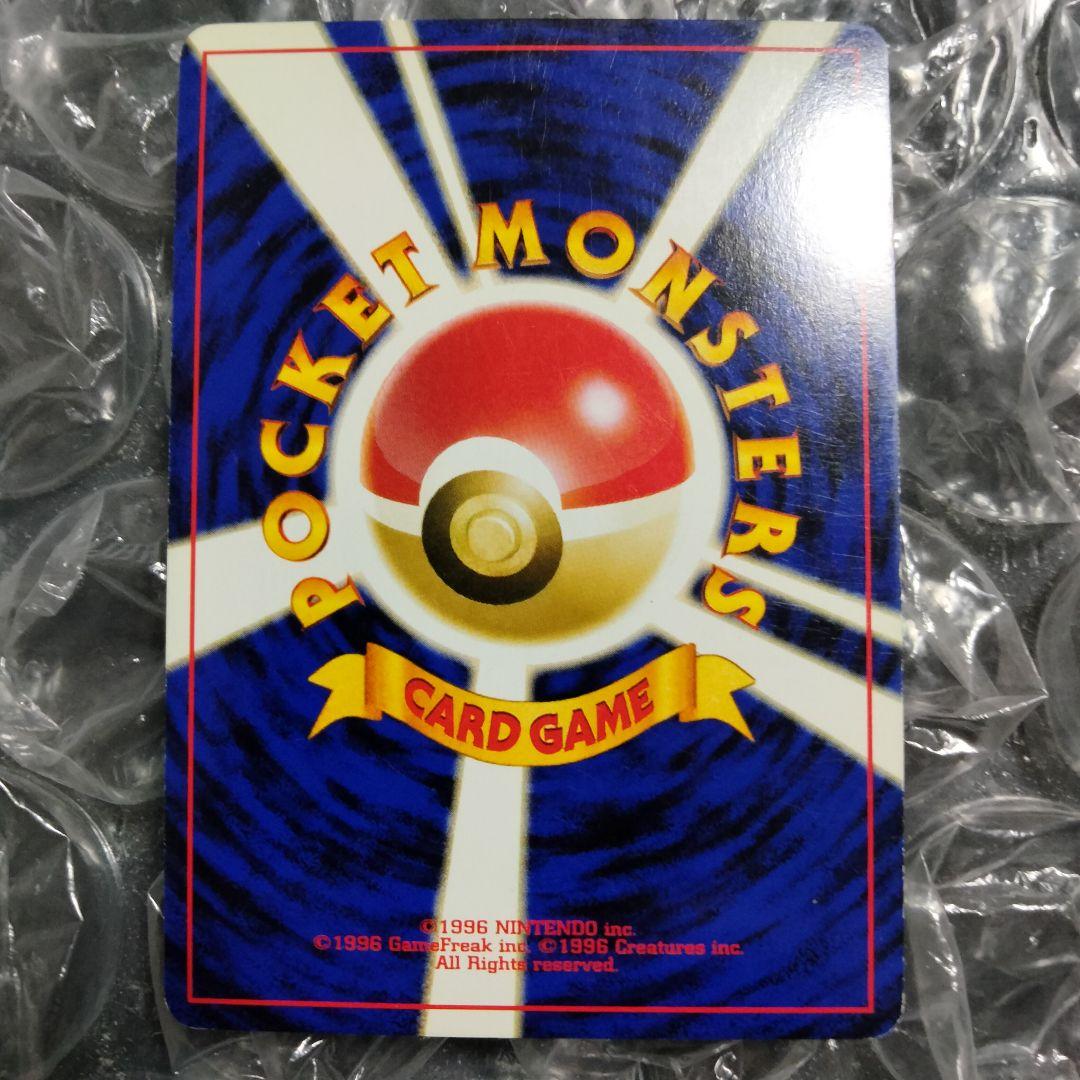 POCKET MONSTERS
CARD GAME
©1996 NINTENDO inc.
©1996 GameFreak inc. ©1996 Creatures inc.
All Rights reserved.